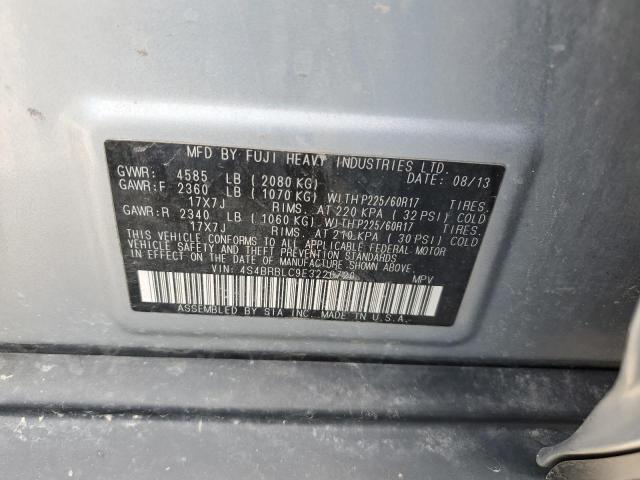 MFD BY FUJI HEAVY INDUSTRIES LTD.
GVWR: 4585 LB (2080 KG) DATE: 08/13
GAWR:F 2360 LB (1070 KG) WITH P225/60R17 TIRES.
17X7J RIMS. AT 220 KPA (32 PSI) COLD
GAWR:R 2340 LB (1060 KG) WITH P225/60R17 TIRES.
17X7J RIMS. AT 210 KPA (30 PSI) COLD
THIS VEHICLE CONFORMS TO ALL APPLICABLE FEDERAL MOTOR
VEHICLE SAFETY AND BUMPER STANDARDS IN EFFECT ON THE DATE
OF MANUFACTURE SHOWN ABOVE.
VIN: MPV
ASSEMBLED BY SIA INC. MADE IN U.S.A.